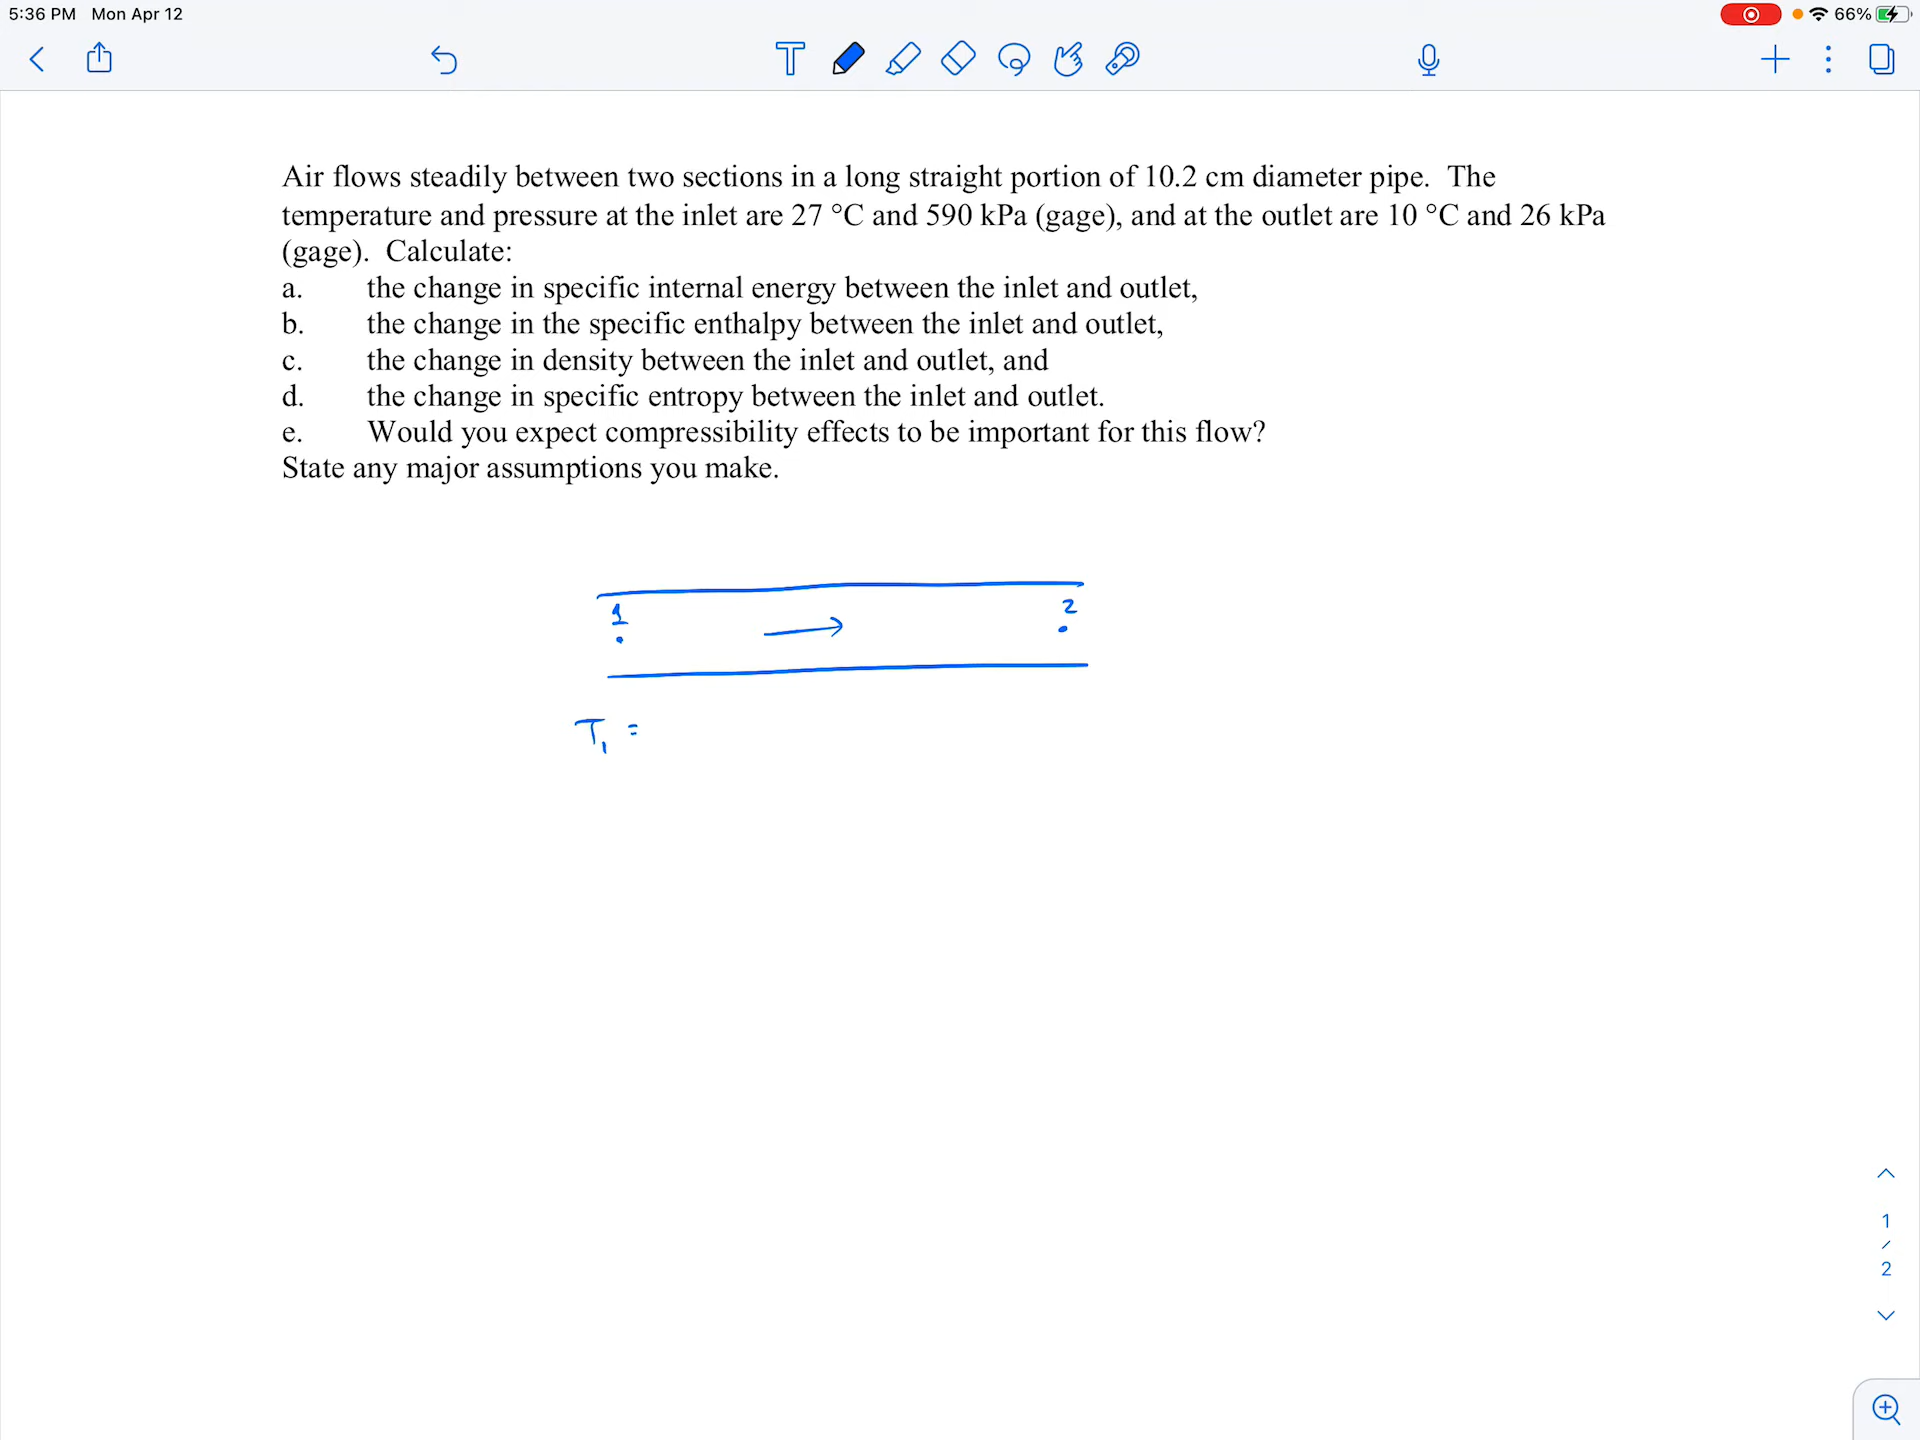 5:36 PM Mon Apr 12
66%
Air flows steadily between two sections in a long straight portion of 10.2 cm diameter pipe. The
temperature and pressure at the inlet are 27 °C and 590 kPa (gage), and at the outlet are 10 °C and 26 kPa
(gage). Calculate:
a. the change in specific internal energy between the inlet and outlet,
b. the change in the specific enthalpy between the inlet and outlet,
c. the change in density between the inlet and outlet, and
d. the change in specific entropy between the inlet and outlet.
e. Would you expect compressibility effects to be important for this flow?
State any major assumptions you make.
1 2
T₁ =
1
/
2